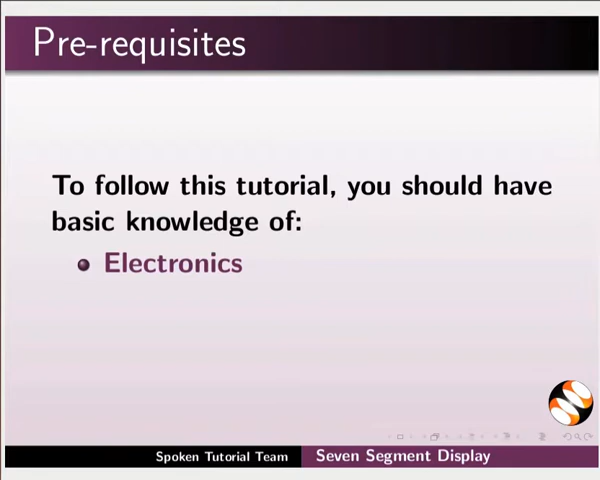 Pre-requisites
To follow this tutorial, you should have
basic knowledge of:
Electronics
Spoken Tutorial Team
Seven Segment Display